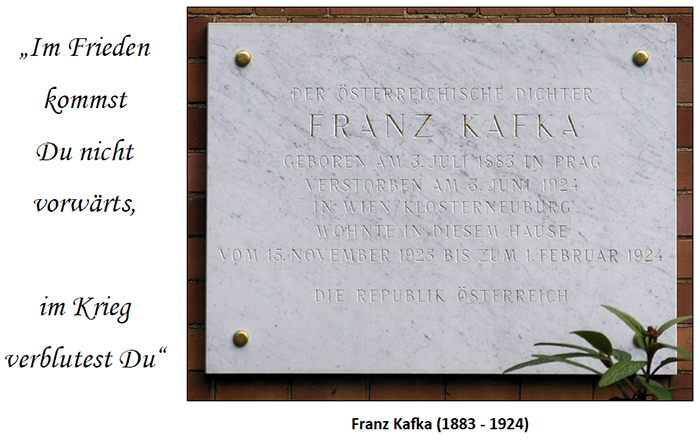 „Im Frieden
kommst
Du nicht
vorwärts,
im Krieg
verblutest Du“
DER ÖSTERREICHISCHE DICHTER
FRANZ KAFKA
GEBOREN AM 3. JULI 1883 IN PRAG
VERSTORBEN AM 3. JUNI 1924
IN WIEN/KLOSTERNEUBURG
WOHNTE IN DIESEM HAUSE
VOM 15. NOVEMBER 1923 BIS ZUM 1. FEBRUAR 1924
DIE REPUBLIK ÖSTERREICH
Franz Kafka (1883 - 1924)